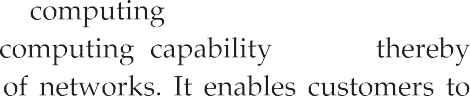 computing
computing capability thereby
of networks. It enables customers to